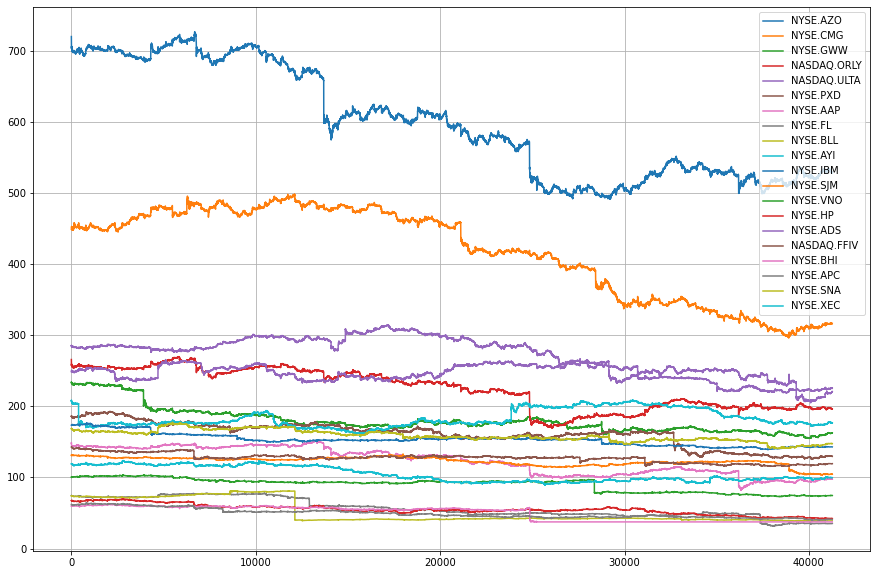 NYSE.AZO
NYSE.CMG
NYSE.GWW
NASDAQ.ORLY
NASDAQ.ULTA
NYSE.PXD
NYSE.AAP
NYSE.FL
NYSE.BLL
NYSE.AYI
NYSE.IBM
NYSE.SJM
NYSE.VNO
NYSE.HP
NYSE.ADS
NASDAQ.FFIV
NYSE.BHI
NYSE.APC
NYSE.SNA
NYSE.XEC
700
600
500
400
300
200
100
0
0 10000 20000 30000 40000